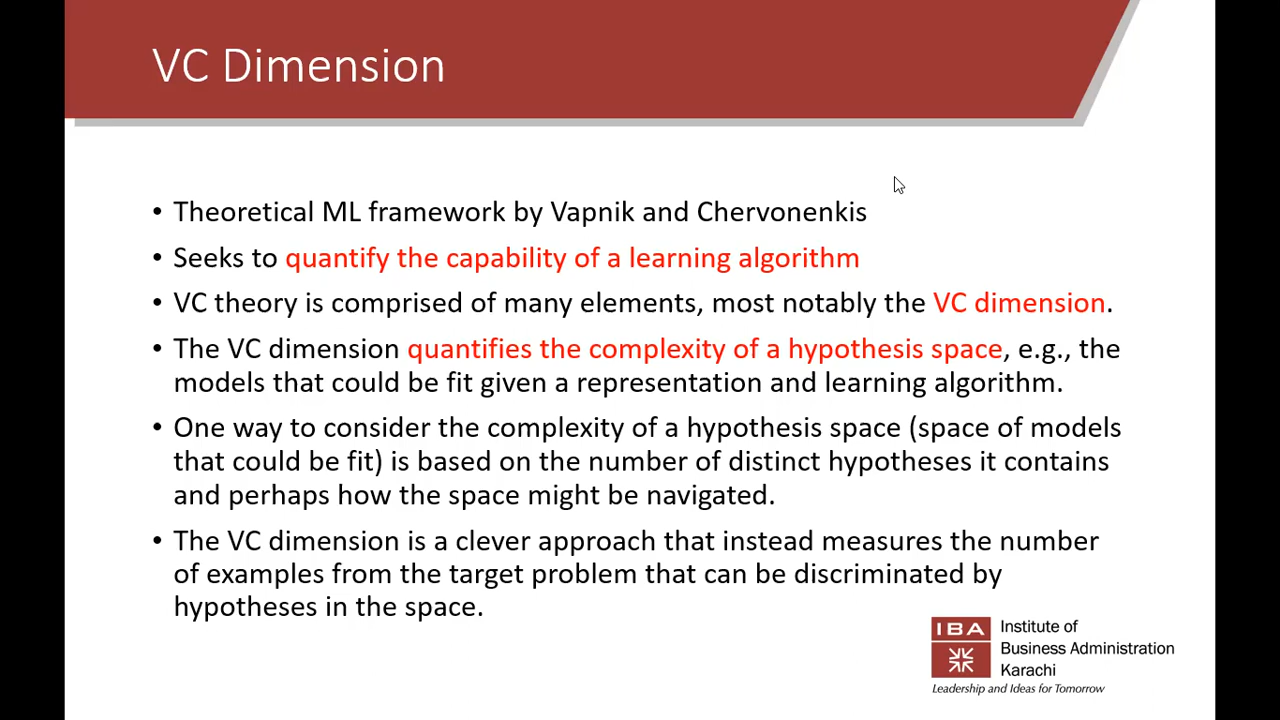 VC Dimension
• Theoretical ML framework by Vapnik and Chervonenkis
• Seeks to quantify the capability of a learning algorithm
• VC theory is comprised of many elements, most notably the VC dimension.
• The VC dimension quantifies the complexity of a hypothesis space, e.g., the
models that could be fit given a representation and learning algorithm.
• One way to consider the complexity of a hypothesis space (space of models
that could be fit) is based on the number of distinct hypotheses it contains
and perhaps how the space might be navigated.
• The VC dimension is a clever approach that instead measures the number
of examples from the target problem that can be discriminated by
hypotheses in the space.
IBA
Institute of
Business Administration
Karachi
Leadership and Ideas for Tomorrow